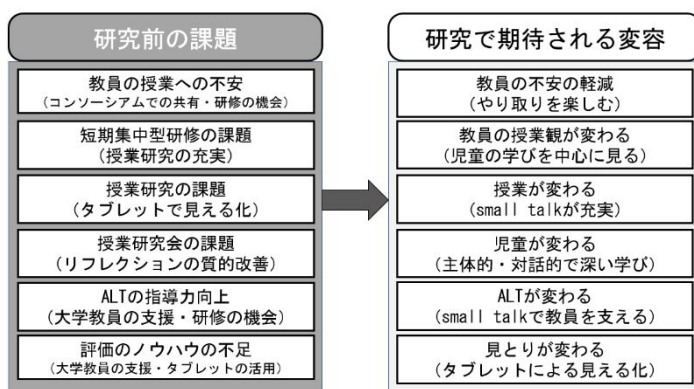 研究前の課題
教員の授業への不安
(コンソーシアムでの共有・研修の機会)
短期集中型研修の課題
(授業研究の充実)
授業研究の課題
(タブレットで見える化)
授業研究会の課題
(リフレクションの質的改善)
ALTの指導力向上
(大学教員の支援・研修の機会)
評価のノウハウの不足
(大学教員の支援・タブレットの活用)
研究で期待される変容
教員の不安の軽減
(やり取りを楽しむ)
教員の授業観が変わる
(児童の学びを中心に見る)
授業が変わる
(small talkが充実)
児童が変わる
(主体的・対話的で深い学び)
ALTが変わる
(small talkで教員を支える)
見とりが変わる
(タブレットによる見える化)